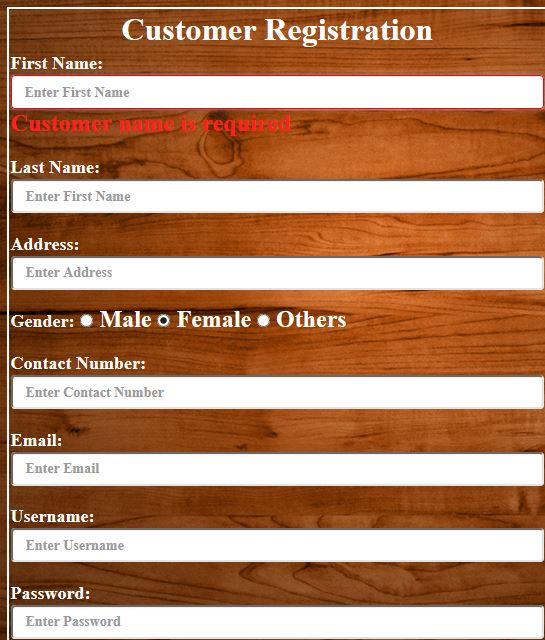 Customer Registration
First Name:
Enter First Name
Customer name is required
Last Name:
Enter First Name
Address:
Enter Address
Gender: Male Female Others
Contact Number:
Enter Contact Number
Email:
Enter Email
Username:
Enter Username
Password:
Enter Password